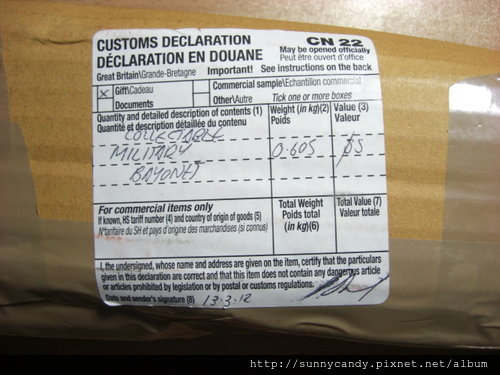 CUSTOMS DECLARATION CN 22
DÉCLARATION EN DOUANE May be opened officially
Peut être ouvert d'office
Great Britain\Grande-Bretagne Important! See instructions on the back
X Gift\Cadeau Commercial sample\Echantillon commercial
Documents Other\Autre Tick one or more boxes
Quantity and detailed description of contents (1) Weight (in kg)(2) Value (3)
Quantité et description détaillée du contenu Poids Valeur
COLLECTABLE
MILITARY 0.605 $5
BAYONET
For commercial items only Total Weight Total Value (7)
If known, HS tariff number (4) and country of origin of goods (5) Poids total Valeur totale
N°tarifaire du SH et pays d'origine des marchandises (si connus) (in kg)(6)
I, the undersigned, whose name and address are given on the item, certify that the particulars
given in this declaration are correct and that this item does not contain any dangerous article
or articles prohibited by legislation or by postal or customs regulations.
Date and sender's signature (8) 13.3.12
http://sunnycandy.pixnet.net/album